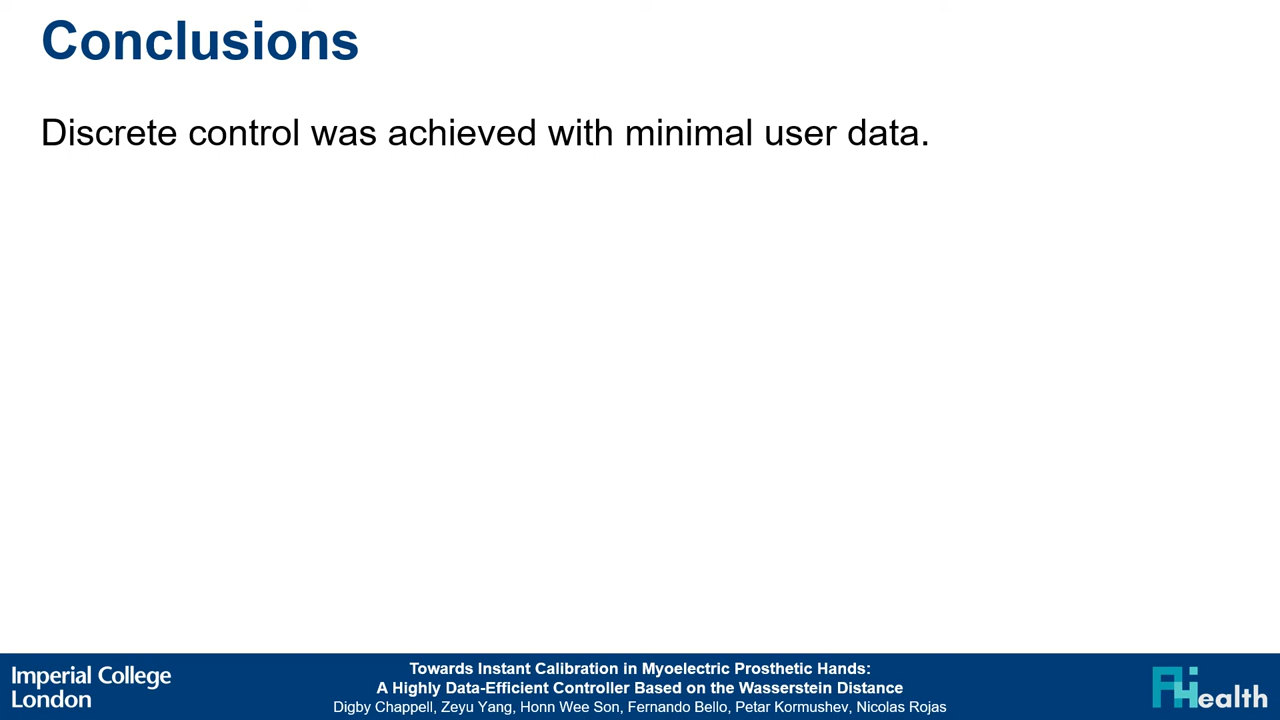 Conclusions
Discrete control was achieved with minimal user data.
Imperial College
London
Towards Instant Calibration in Myoelectric Prosthetic Hands:
A Highly Data-Efficient Controller Based on the Wasserstein Distance
Digby Chappell, Zeyu Yang, Honn Wee Son, Fernando Bello, Petar Kormushev, Nicolas Rojas
FHiealth